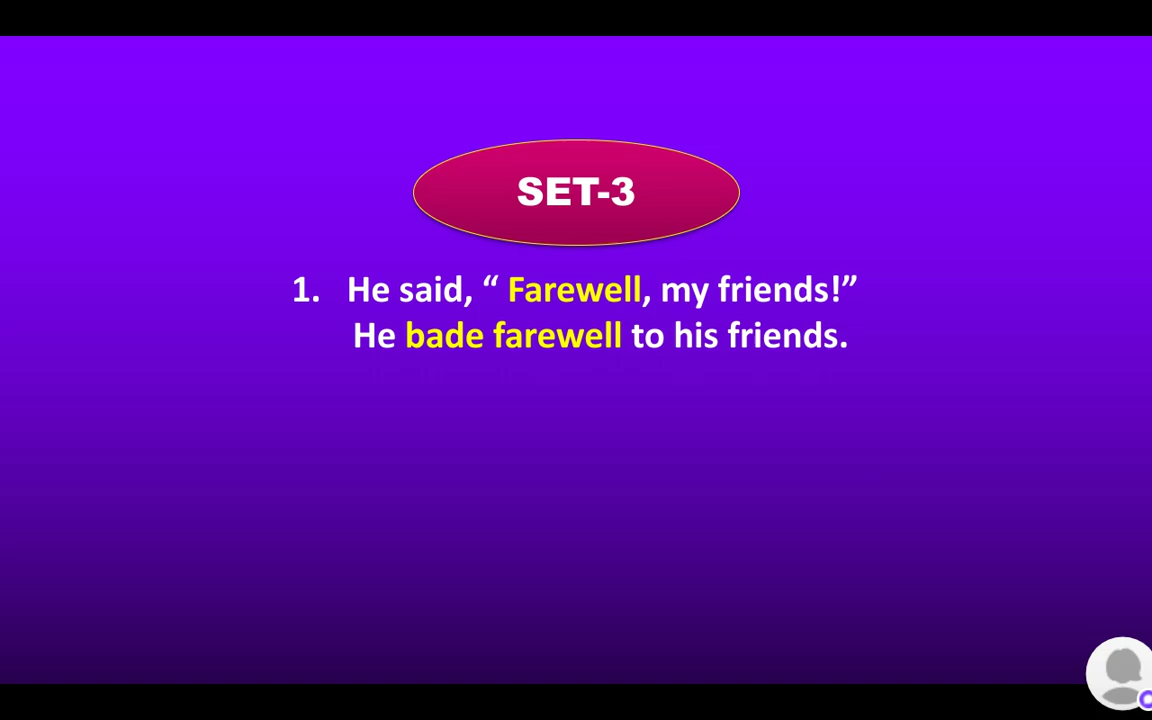 SET-3
1. He said, “ Farewell, my friends!”
He bade farewell to his friends.